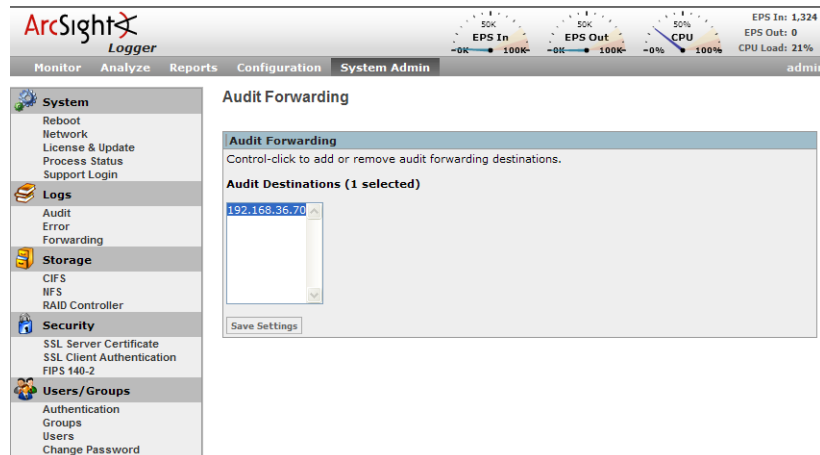 ArcSight
Logger
50K
EPS In
0K 100K
50K
EPS Out
0K 100K
50%
CPU
0% 100%
EPS In: 1,324
EPS Out: 0
CPU Load: 21%
Monitor Analyze Reports Configuration System Admin admin
System
Reboot
Network
License & Update
Process Status
Support Login
Logs
Audit
Error
Forwarding
Storage
CIFS
NFS
RAID Controller
Security
SSL Server Certificate
SSL Client Authentication
FIPS 140-2
Users/Groups
Authentication
Groups
Users
Change Password
Audit Forwarding
Audit Forwarding
Control-click to add or remove audit forwarding destinations.
Audit Destinations (1 selected)
192.168.36.70
Save Settings